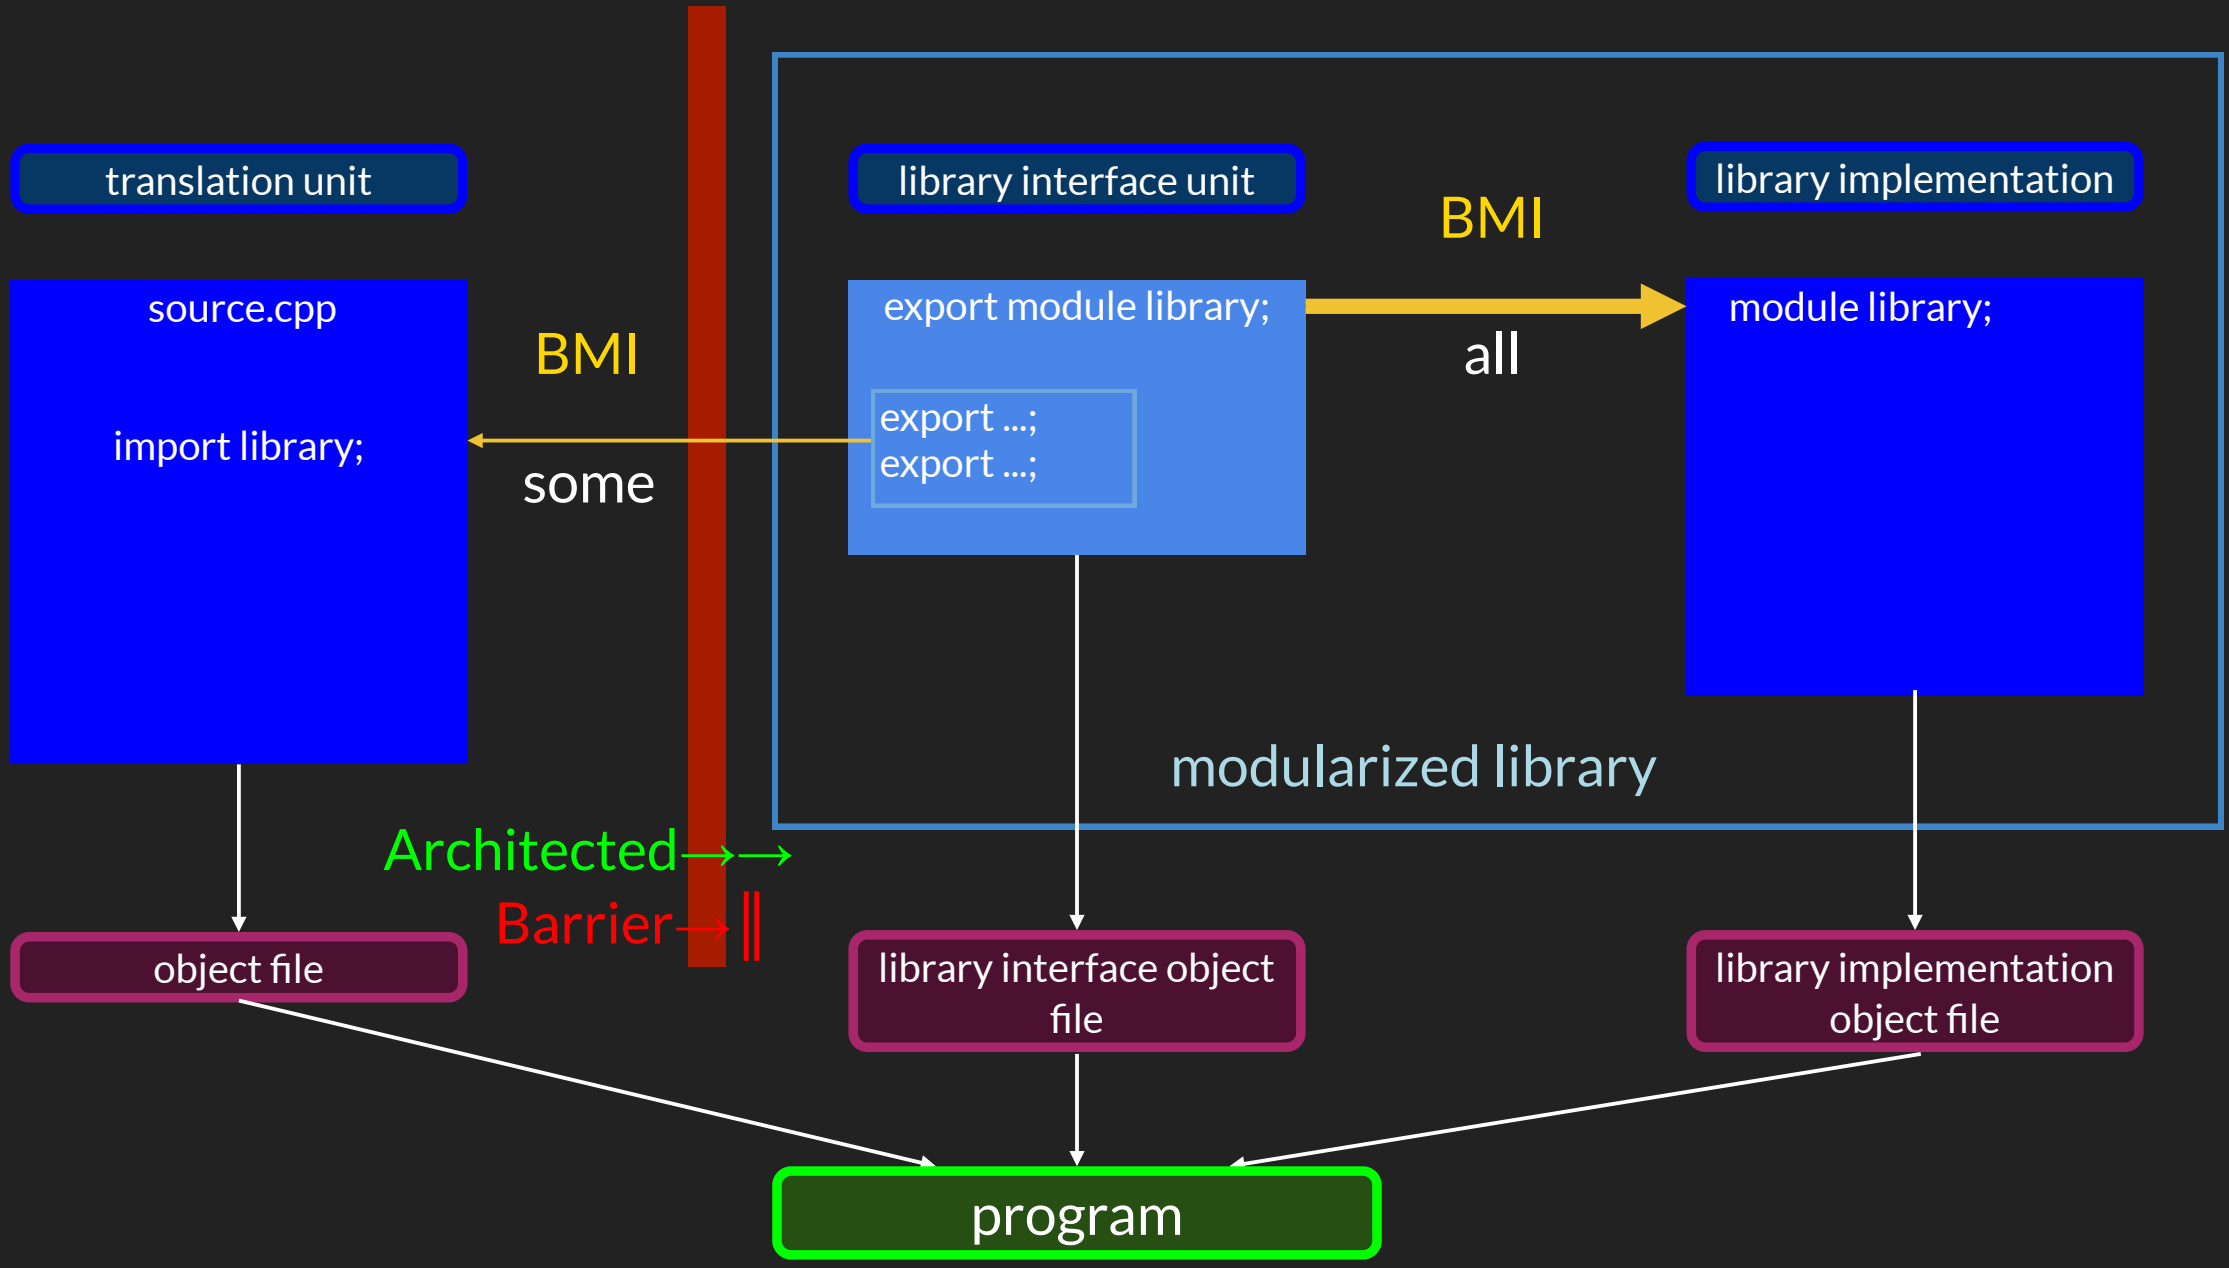 translation unit
library interface unit
library implementation
BMI
source.cpp
export module library;
module library;
BMI
all
export ...;
import library;
export ...;
some
modularized library
Architected→→
Barrier→||
object file
library interface object
file
library implementation
object file
program